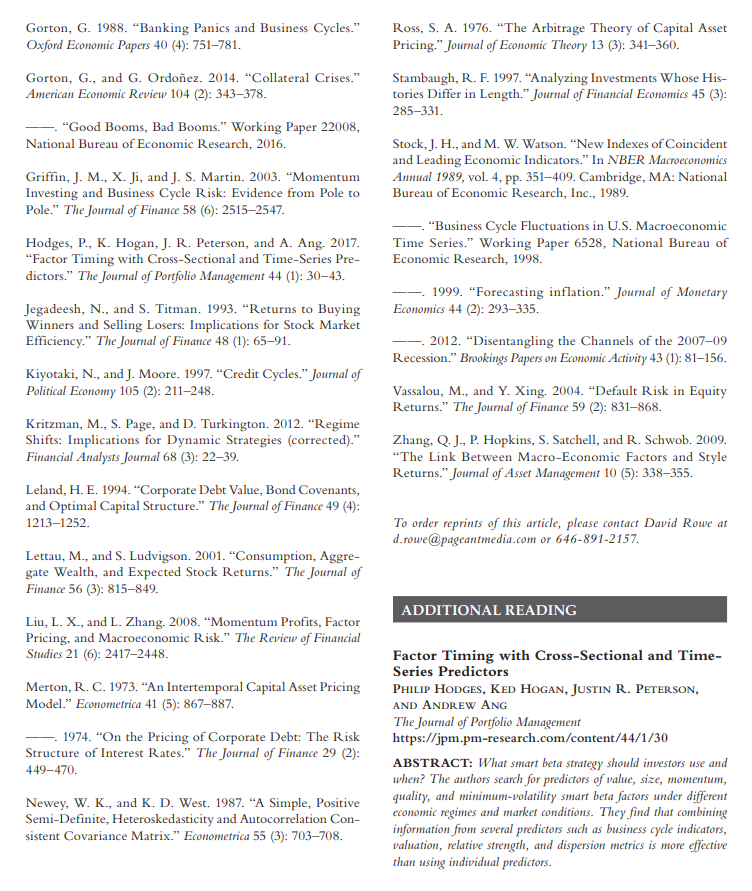 Gorton, G. 1988. “Banking Panics and Business Cycles.”
Oxford Economic Papers 40 (4): 751–781.
Gorton, G., and G. Ordoñez. 2014. “Collateral Crises.”
American Economic Review 104 (2): 343–378.
——. “Good Booms, Bad Booms.” Working Paper 22008,
National Bureau of Economic Research, 2016.
Griffin, J. M., X. Ji, and J. S. Martin. 2003. “Momentum
Investing and Business Cycle Risk: Evidence from Pole to
Pole.” The Journal of Finance 58 (6): 2515–2547.
Hodges, P., K. Hogan, J. R. Peterson, and A. Ang. 2017.
“Factor Timing with Cross-Sectional and Time-Series Pre-
dictors.” The Journal of Portfolio Management 44 (1): 30–43.
Jegadeesh, N., and S. Titman. 1993. “Returns to Buying
Winners and Selling Losers: Implications for Stock Market
Efficiency.” The Journal of Finance 48 (1): 65–91.
Kiyotaki, N., and J. Moore. 1997. “Credit Cycles.” Journal of
Political Economy 105 (2): 211–248.
Kritzman, M., S. Page, and D. Turkington. 2012. “Regime
Shifts: Implications for Dynamic Strategies (corrected).”
Financial Analysts Journal 68 (3): 22–39.
Leland, H. E. 1994. “Corporate Debt Value, Bond Covenants,
and Optimal Capital Structure.” The Journal of Finance 49 (4):
1213–1252.
Lettau, M., and S. Ludvigson. 2001. “Consumption, Aggre-
gate Wealth, and Expected Stock Returns.” The Journal of
Finance 56 (3): 815–849.
Liu, L. X., and L. Zhang. 2008. “Momentum Profits, Factor
Pricing, and Macroeconomic Risk.” The Review of Financial
Studies 21 (6): 2417–2448.
Merton, R. C. 1973. “An Intertemporal Capital Asset Pricing
Model.” Econometrica 41 (5): 867–887.
——. 1974. “On the Pricing of Corporate Debt: The Risk
Structure of Interest Rates.” The Journal of Finance 29 (2):
449–470.
Newey, W. K., and K. D. West. 1987. “A Simple, Positive
Semi-Definite, Heteroskedasticity and Autocorrelation Con-
sistent Covariance Matrix.” Econometrica 55 (3): 703–708.
Ross, S. A. 1976. “The Arbitrage Theory of Capital Asset
Pricing.” Journal of Economic Theory 13 (3): 341–360.
Stambaugh, R. F. 1997. “Analyzing Investments Whose His-
tories Differ in Length.” Journal of Financial Economics 45 (3):
285–331.
Stock, J. H., and M. W. Watson. “New Indexes of Coincident
and Leading Economic Indicators.” In NBER Macroeconomics
Annual 1989, vol. 4, pp. 351–409. Cambridge, MA: National
Bureau of Economic Research, Inc., 1989.
——. “Business Cycle Fluctuations in U.S. Macroeconomic
Time Series.” Working Paper 6528, National Bureau of
Economic Research, 1998.
——. 1999. “Forecasting inflation.” Journal of Monetary
Economics 44 (2): 293–335.
——. 2012. “Disentangling the Channels of the 2007–09
Recession.” Brookings Papers on Economic Activity 43 (1): 81–156.
Vassalou, M., and Y. Xing. 2004. “Default Risk in Equity
Returns.” The Journal of Finance 59 (2): 831–868.
Zhang, Q. J., P. Hopkins, S. Satchell, and R. Schwob. 2009.
“The Link Between Macro-Economic Factors and Style
Returns.” Journal of Asset Management 10 (5): 338–355.
To order reprints of this article, please contact David Rowe at
d.rowe@pageantmedia.com or 646-891-2157.
ADDITIONAL READING
Factor Timing with Cross-Sectional and Time-
Series Predictors
PHILIP HODGES, KED HOGAN, JUSTIN R. PETERSON,
AND ANDREW ANG
The Journal of Portfolio Management
https://jpm.pm-research.com/content/44/1/30
ABSTRACT: What smart beta strategy should investors use and
when? The authors search for predictors of value, size, momentum,
quality, and minimum-volatility smart beta factors under different
economic regimes and market conditions. They find that combining
information from several predictors such as business cycle indicators,
valuation, relative strength, and dispersion metrics is more effective
than using individual predictors.